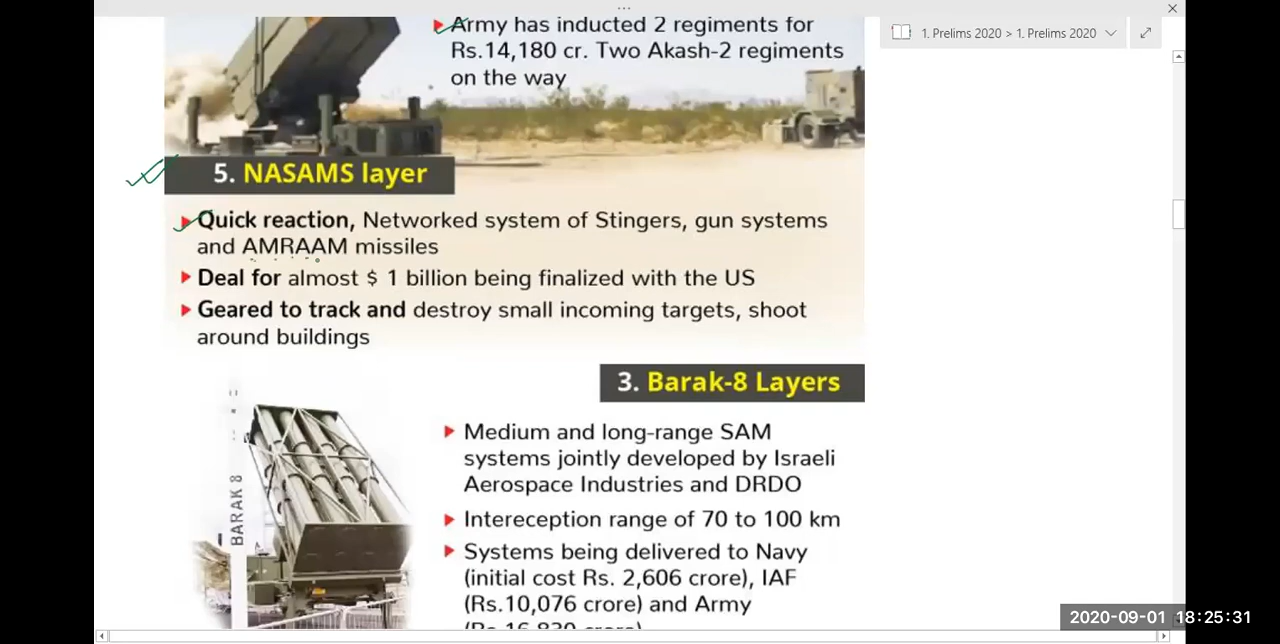 Army has inducted 2 regiments for
Rs.14,180 cr. Two Akash-2 regiments
on the way
1. Prelims 2020 > 1. Prelims 2020
5. NASAMS layer
Quick reaction, Networked system of Stingers, gun systems
and AMRAAM missiles
Deal for almost $ 1 billion being finalized with the US
Geared to track and destroy small incoming targets, shoot
around buildings
3. Barak-8 Layers
BARAK 8
Medium and long-range SAM
systems jointly developed by Israeli
Aerospace Industries and DRDO
Intereception range of 70 to 100 km
Systems being delivered to Navy
(initial cost Rs. 2,606 crore), IAF
(Rs.10,076 crore) and Army
2020-09-01 18:25:31